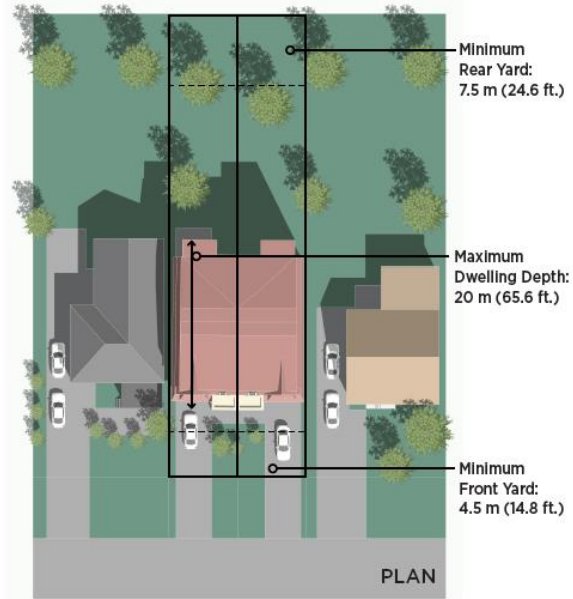 Minimum
Rear Yard:
7.5 m (24.6 ft.)
Maximum
Dwelling Depth:
20 m (65.6 ft.)
Minimum
Front Yard:
4.5 m (14.8 ft.)
PLAN